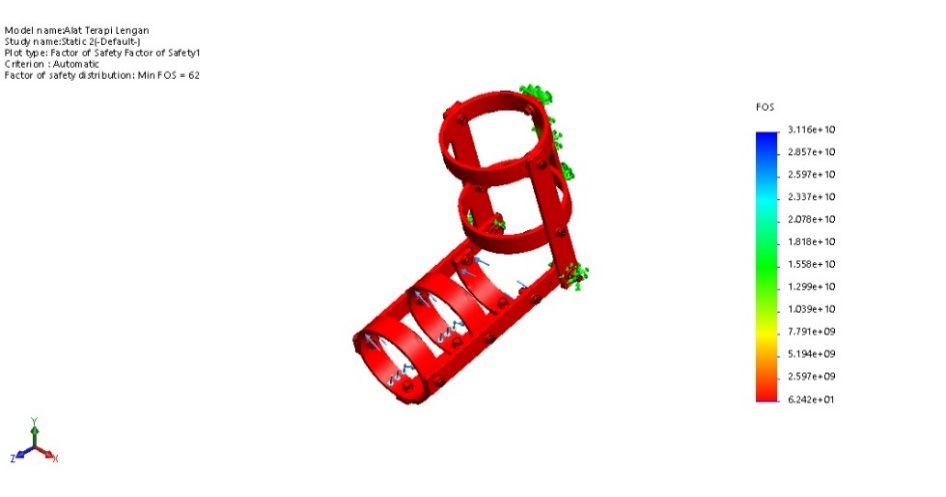 Model name:Alat Terapi Lengan
Study name:Static 2(-Default-)
Plot type: Factor of Safety Factor of Safety1
Criterion : Automatic
Factor of safety distribution: Min FOS = 62
FOS
3.116e+10
2.857e+10
2.597e+10
2.337e+10
2.078e+10
1.818e+10
1.558e+10
1.299e+10
1.039e+10
7.791e+09
5.194e+09
2.597e+09
6.242e+01
Y
Z
X